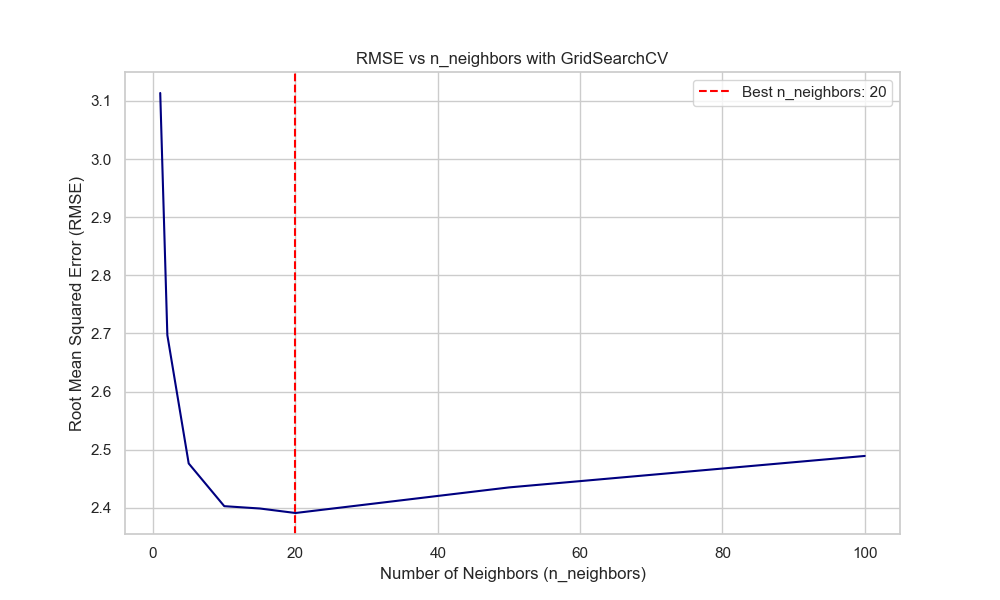 RMSE vs n_neighbors with GridSearchCV
Best n_neighbors: 20
Root Mean Squared Error (RMSE)
3.1
3.0
2.9
2.8
2.7
2.6
2.5
2.4
0 20 40 60 80 100
Number of Neighbors (n_neighbors)